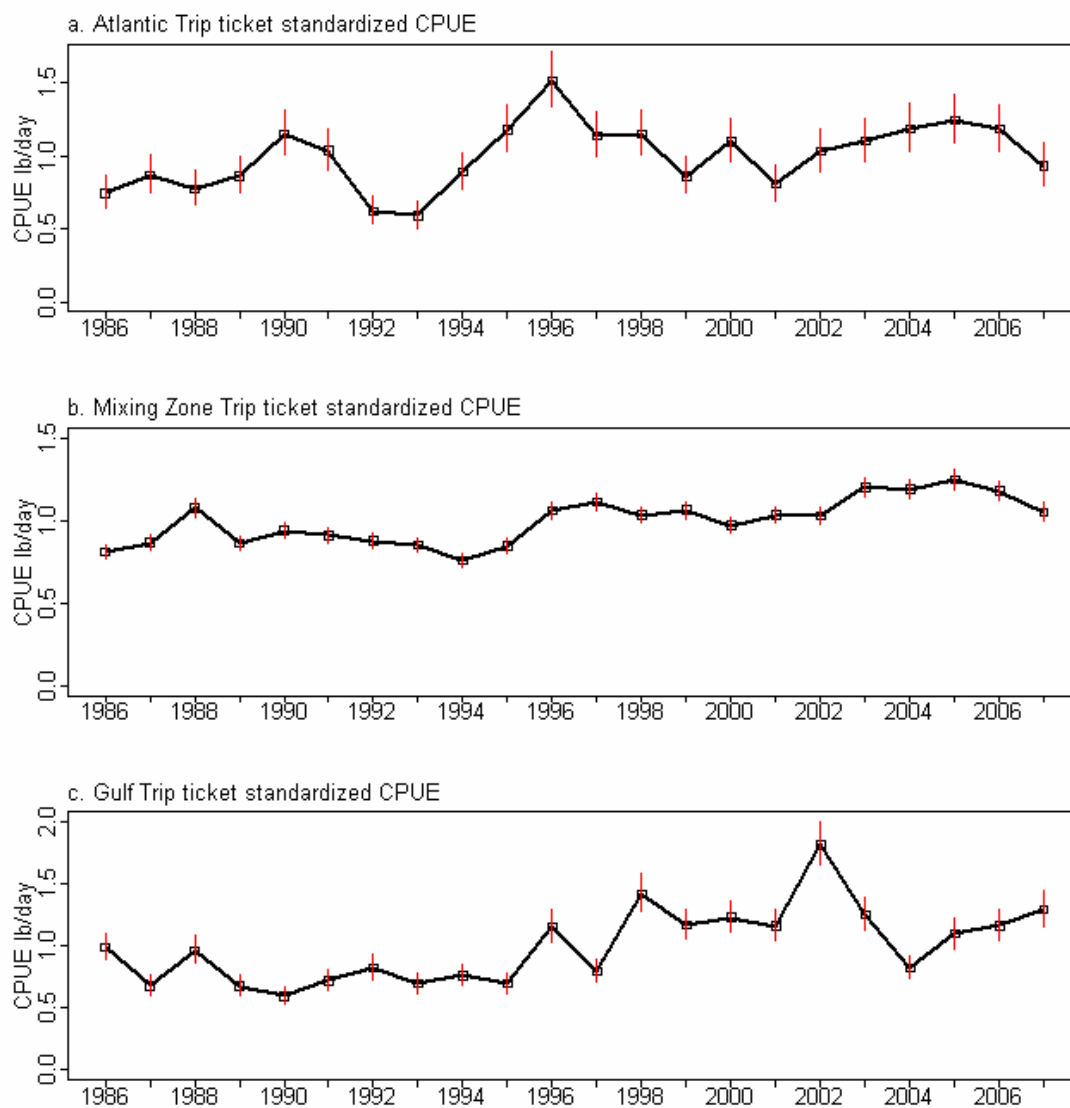 a. Atlantic Trip ticket standardized CPUE
CPUE lb/day
1.5
1.0
0.5
0.0
1986 1988 1990 1992 1994 1996 1998 2000 2002 2004 2006
b. Mixing Zone Trip ticket standardized CPUE
CPUE lb/day
1.5
1.0
0.5
0.0
1986 1988 1990 1992 1994 1996 1998 2000 2002 2004 2006
c. Gulf Trip ticket standardized CPUE
CPUE lb/day
2.0
1.5
1.0
0.5
0.0
1986 1988 1990 1992 1994 1996 1998 2000 2002 2004 2006